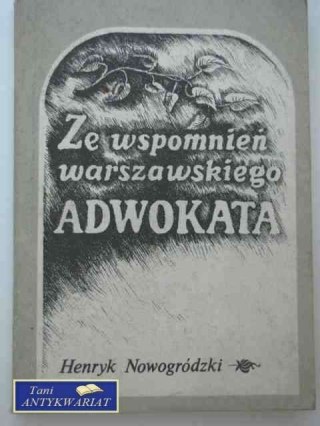 Ze wspomnień
warszawskiego
ADWOKATA
Henryk Nowogródzki
Tani
ANTYKWARIAT